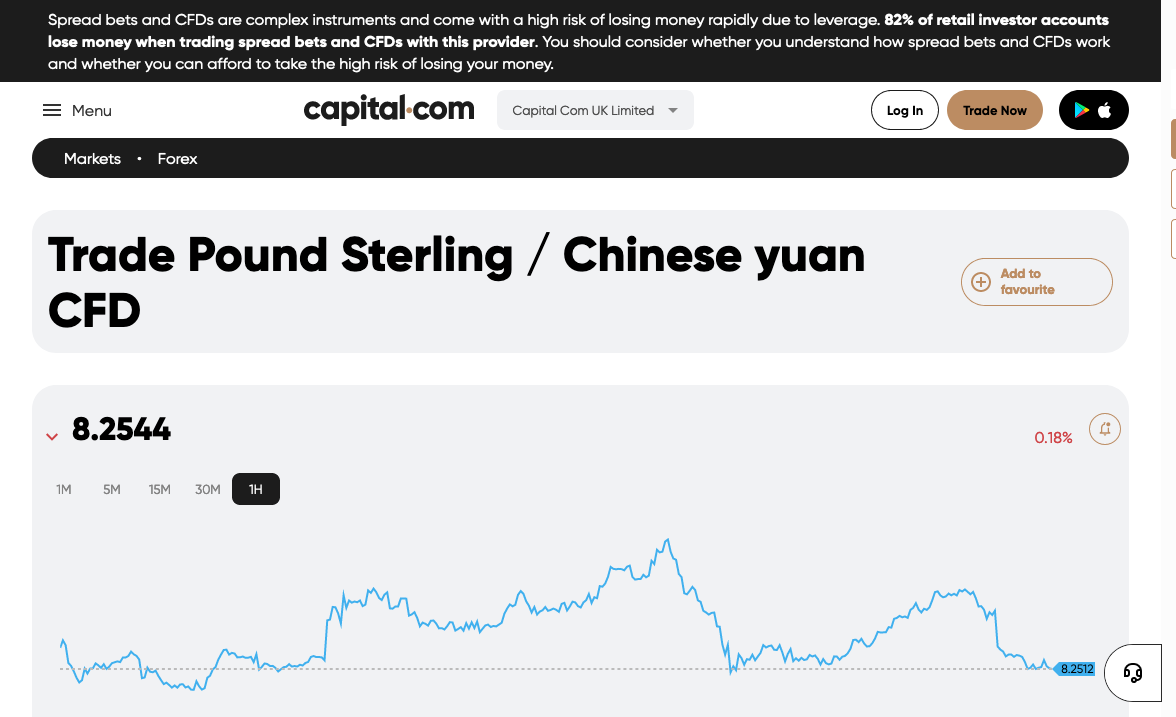 Spread bets and CFDs are complex instruments and come with a high risk of losing money rapidly due to leverage. 82% of retail investor accounts
lose money when trading spread bets and CFDs with this provider. You should consider whether you understand how spread bets and CFDs work
and whether you can afford to take the high risk of losing your money.
Menu
capital.com
Capital Com UK Limited
Log In
Trade Now
Markets • Forex
Trade Pound Sterling / Chinese yuan
CFD
Add to
favourite
8.2544
0.18%
1M 5M 15M 30M 1H
8.2512